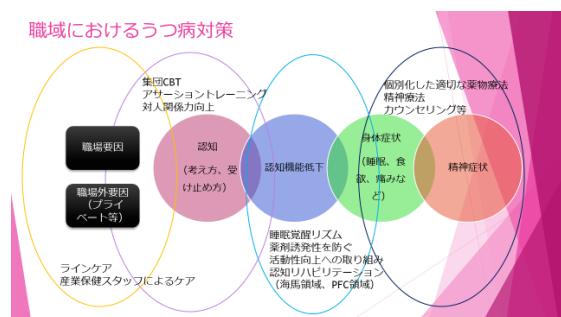 職域におけるうつ病対策
集団CBT
アサーショントレーニング
対人関係力向上
個別化した適切な薬物療法
精神療法
カウンセリング等
職場要因
職場外要因
（プライ
ベート等）
認知
（考え方、受
け止め方）
認知機能低下
身体症状
（睡眠、食
欲、痛みな
ど）
精神症状
睡眠覚醒リズム
薬剤誘発性を防ぐ
活動性向上への取り組み
認知リハビリテーション
（海馬領域、PFC領域）
ラインケア
産業保健スタッフによるケア